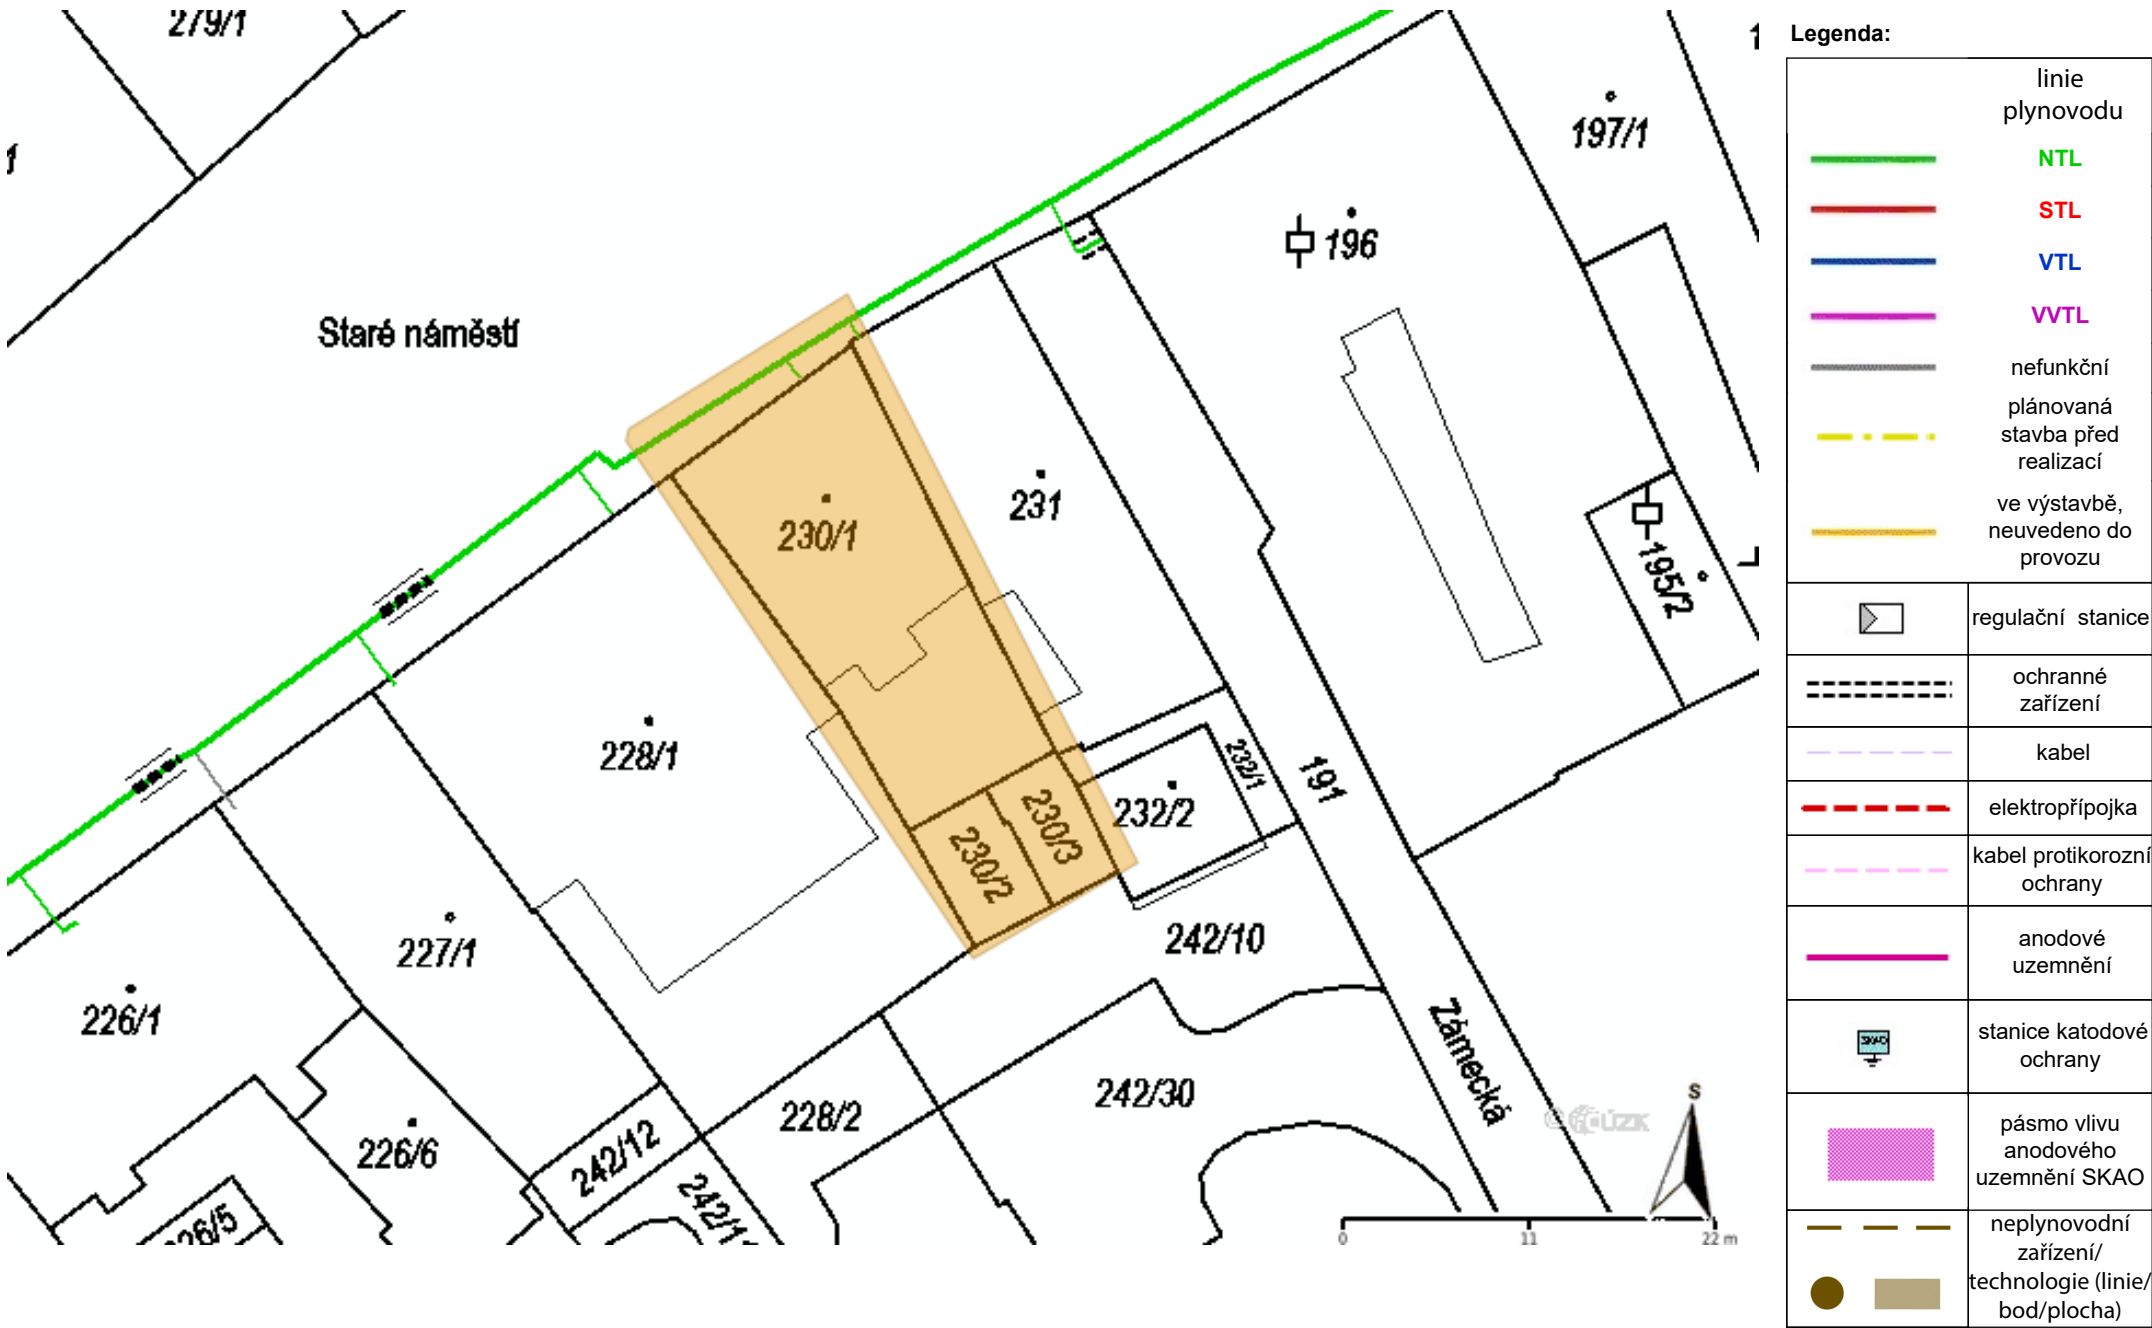 279/1
197/1
196
Staré náměstí
231
230/1
195/2
228/1
232/1
191
232/2
230/3
230/2
242/10
227/1
226/1
Zámecká
242/30
228/2
226/6
242/12
S
0
11
22 m
Legenda:
linie
plynovodu
NTL
STL
VTL
VVTL
nefunkční
plánovaná
stavba před
realizací
ve výstavbě,
neuvedeno do
provozu
regulační stanice
ochranné
zařízení
kabel
elektropřípojka
kabel protikorozní
ochrany
anodové
uzemnění
SKAO
stanice katodové
ochrany
pásmo vlivu
anodového
uzemnění SKAO
neplynovodní
zařízení/
technologie (linie/
bod/plocha)